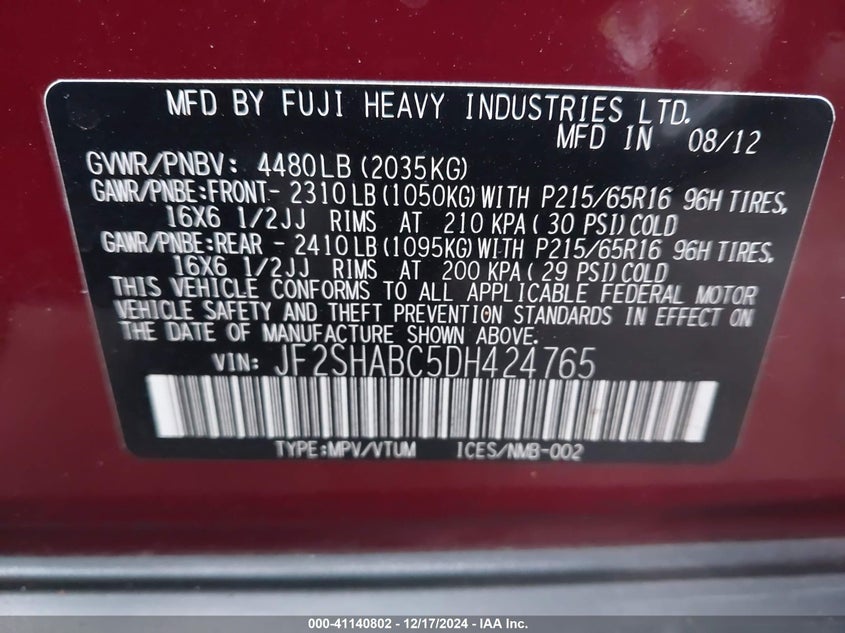 MFD BY FUJI HEAVY INDUSTRIES LTD.
MFD IN 08/12
GVWR/PNBV: 4480LB (2035KG)
GAWR/PNBE:FRONT- 2310LB (1050KG) WITH P215/65R16 96H TIRES,
16X6 1/2JJ RIMS AT 210 KPA ( 30 PSI) COLD
GAWR/PNBE:REAR - 2410LB (1095KG) WITH P215/65R16 96H TIRES,
16X6 1/2JJ RIMS AT 200 KPA ( 29 PSI) COLD
THIS VEHICLE CONFORMS TO ALL APPLICABLE FEDERAL MOTOR
VEHICLE SAFETY AND THEFT PREVENTION STANDARDS IN EFFECT ON
THE DATE OF MANUFACTURE SHOWN ABOVE.
VIN: JF2SHABC5DH424765
TYPE:MPV/VTUM ICES/NMB-002
000-41140802 - 12/17/2024 - IAA Inc.